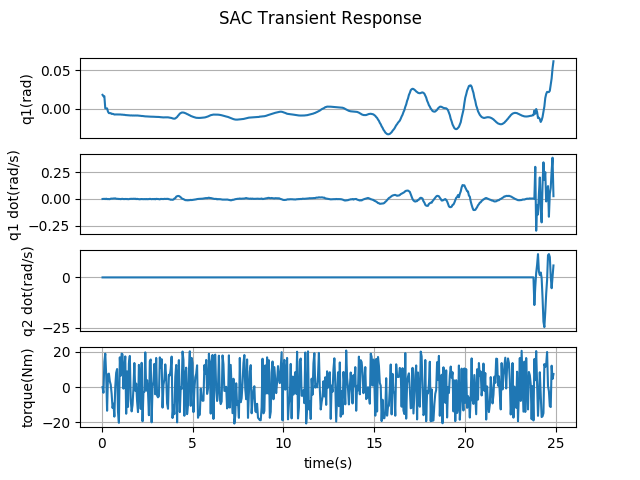 SAC Transient Response
0.05
0.00
q1(rad)
0.25
0.00
−0.25
q1 dot(rad/s)
0
−25
q2 dot(rad/s)
20
0
−20
torque(Nm)
0 5 10 15 20 25
time(s)